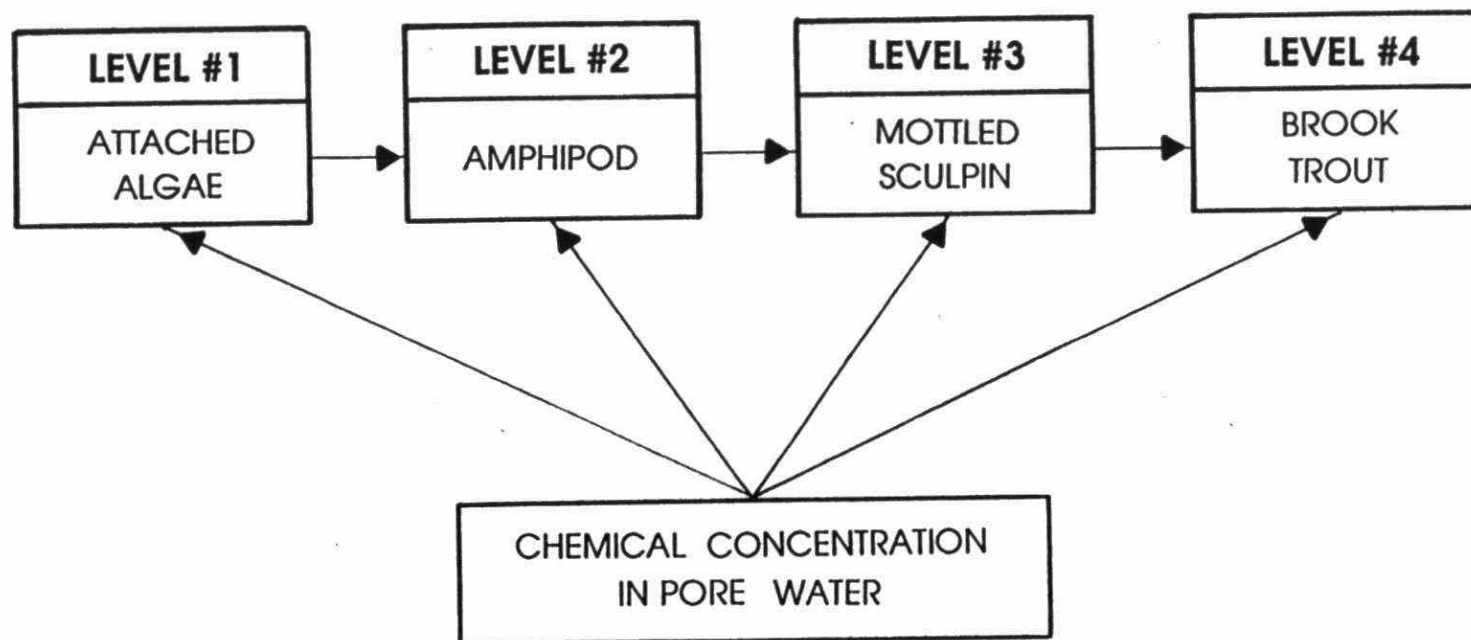 LEVEL #1
ATTACHED
ALGAE
LEVEL #2
AMPHIPOD
LEVEL #3
MOTTLED
SCULPIN
LEVEL #4
BROOK
TROUT
CHEMICAL CONCENTRATION
IN PORE WATER